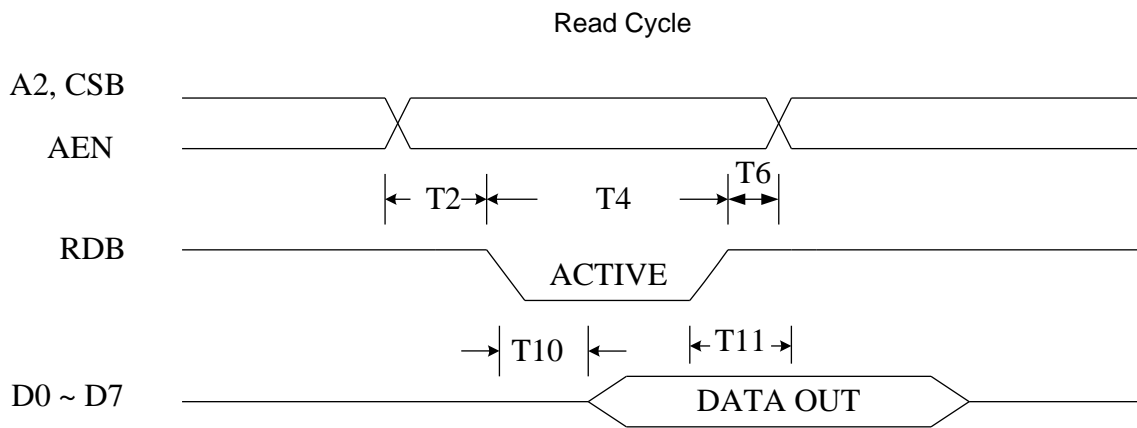 Read Cycle
A2, CSB
AEN
T2
T4
T6
RDB
ACTIVE
T10
T11
D0 ~ D7
DATA OUT